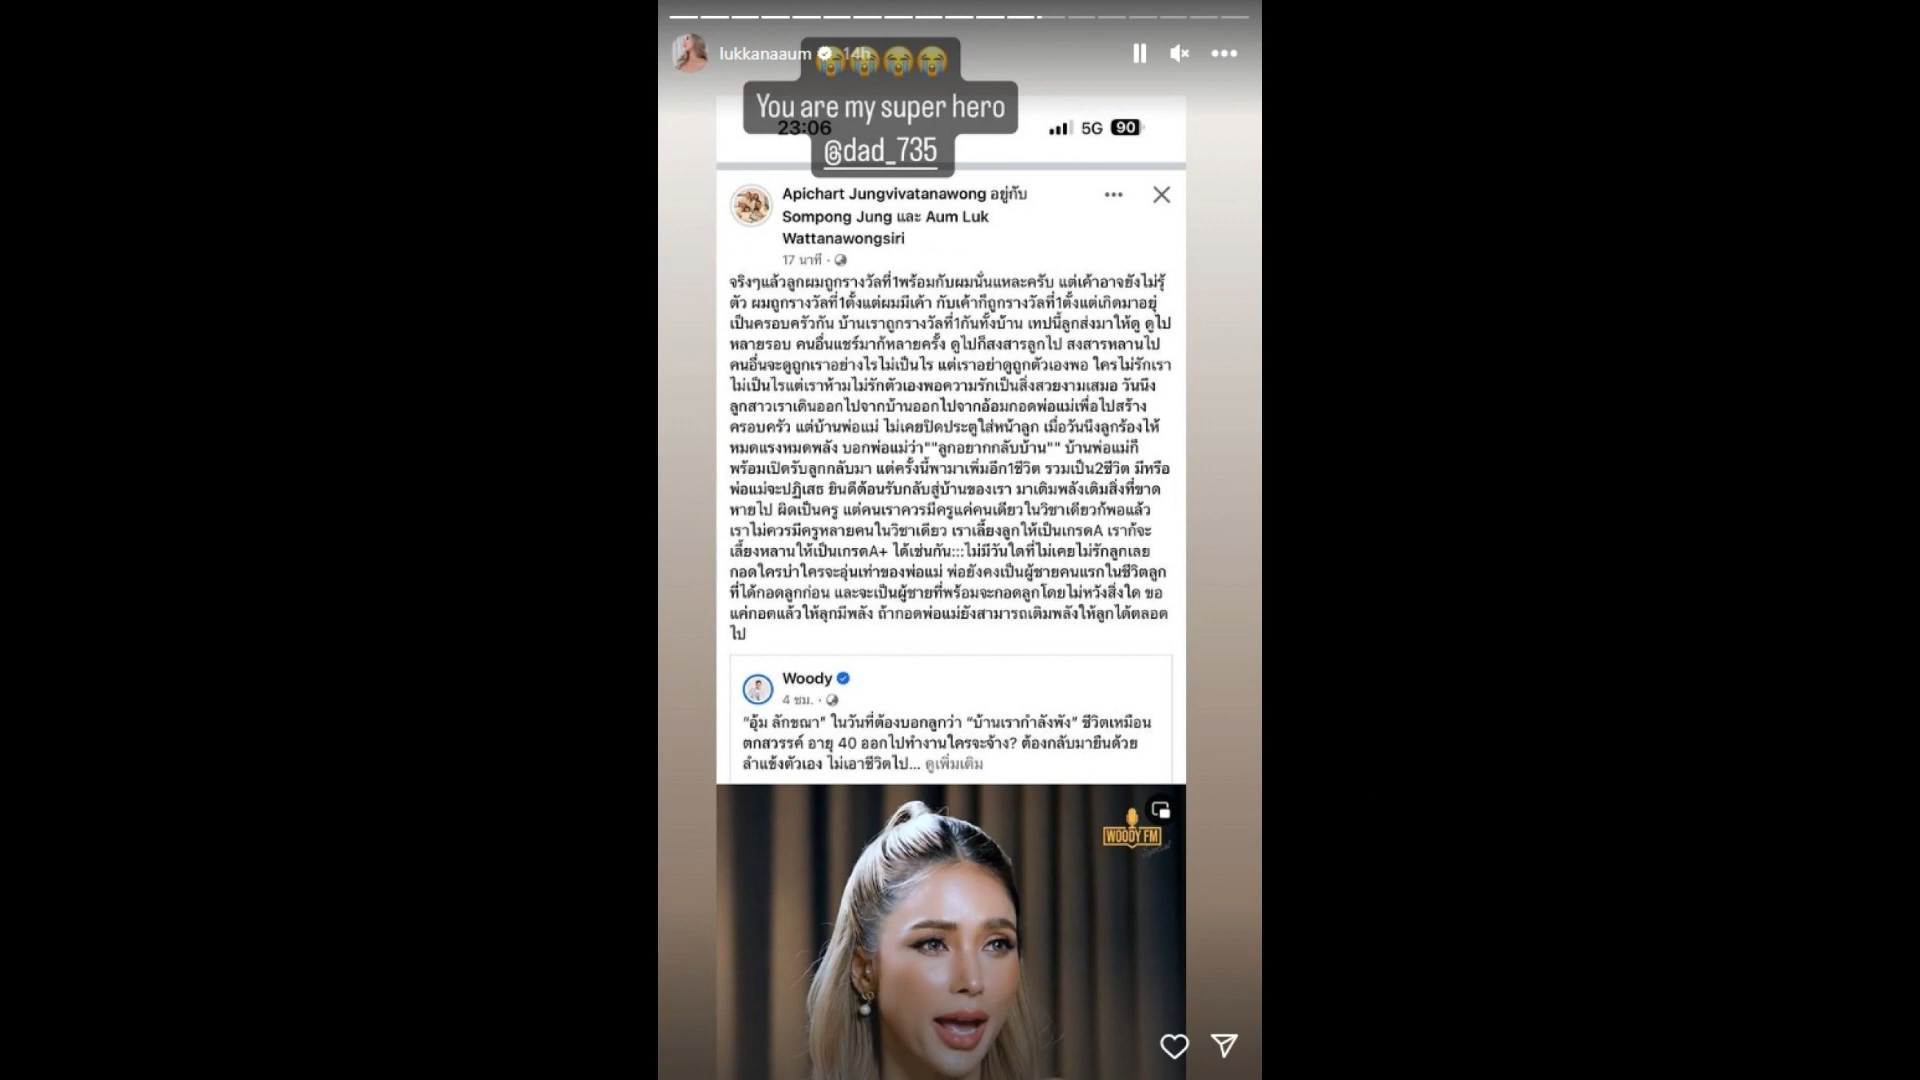 lukkanaaum 14h
😭😭😭😭
You are my super hero
@dad_735
23:06
5G 90
Apichart Jungvivatanawong อยู่กับ
Sompong Jung และ Aum Luk
Wattanawongsiri
17 นาที ·
จริงๆแล้วลูกผมถูกรางวัลที่1พร้อมกับผมนั่นแหละครับ แต่เค้าอาจยังไม่รู้
ตัว ผมถูกรางวัลที่1ตั้งแต่ผมมีเค้า กับเค้าก็ถูกรางวัลที่1ตั้งแต่เกิดมาอยู่
เป็นครอบครัวกัน บ้านเราถูกรางวัลที่1กันทั้งบ้าน เทปนี้ลูกส่งมาให้ดู ดูไป
หลายรอบ คนอื่นแชร์มาก้หลายครั้ง ดูไปก็สงสารลูกไป สงสารหลานไป
คนอื่นจะดูถูกเราอย่างไรไม่เป็นไร แต่เราอย่าดูถูกตัวเองพอ ใครไม่รักเรา
ไม่เป็นไรแต่เราห้ามไม่รักตัวเองพอความรักเป็นสิ่งสวยงามเสมอ วันนึง
ลูกสาวเราเดินออกไปจากบ้านออกไปจากอ้อมกอดพ่อแม่เพื่อไปสร้าง
ครอบครัว แต่บ้านพ่อแม่ ไม่เคยปิดประตูใส่หน้าลูก เมื่อวันนึงลูกร้องไห้
หมดแรงหมดพลัง บอกพ่อแม่ว่า""ลูกอยากกลับบ้าน"" บ้านพ่อแม่ก็
พร้อมเปิดรับลูกกลับมา แต่ครั้งนี้พามาเพิ่มอีก1ชีวิต รวมเป็น2ชีวิต มีหรือ
พ่อแม่จะปฏิเสธ ยินดีต้อนรับกลับสู่บ้านของเรา มาเติมพลังเติมสิ่งที่ขาด
หายไป ผิดเป็นครู แต่คนเราควรมีครูแค่คนเดียวในวิชาเดียวก้พอแล้ว
เราไม่ควรมีครูหลายคนในวิชาเดียว เราเลี้ยงลูกให้เป็นเกรดA เราก้จะ
เลี้ยงหลานให้เป็นเกรดA+ ได้เช่นกัน:::ไม่มีวันใดที่ไม่เคยไม่รักลูกเลย
กอดใครบ่าใครจะอุ่นเท่าของพ่อแม่ พ่อยังคงเป็นผู้ชายคนแรกในชีวิตลูก
ที่ได้กอดลูกก่อน และจะเป็นผู้ชายที่พร้อมจะกอดลูกโดยไม่หวังสิ่งใด ขอ
แค่กอดแล้วให้ลุกมีพลัง ถ้ากอดพ่อแม่ยังสามารถเติมพลังให้ลูกได้ตลอด
ไป
Woody
4 ชม. ·
"อุ้ม ลักขณา" ในวันที่ต้องบอกลูกว่า "บ้านเรากำลังพัง" ชีวิตเหมือน
ตกสวรรค์ อายุ 40 ออกไปทำงานใครจะจ้าง? ต้องกลับมายืนด้วย
ลำแข้งตัวเอง ไม่เอาชีวิตไป... ดูเพิ่มเติม
WOODY FM